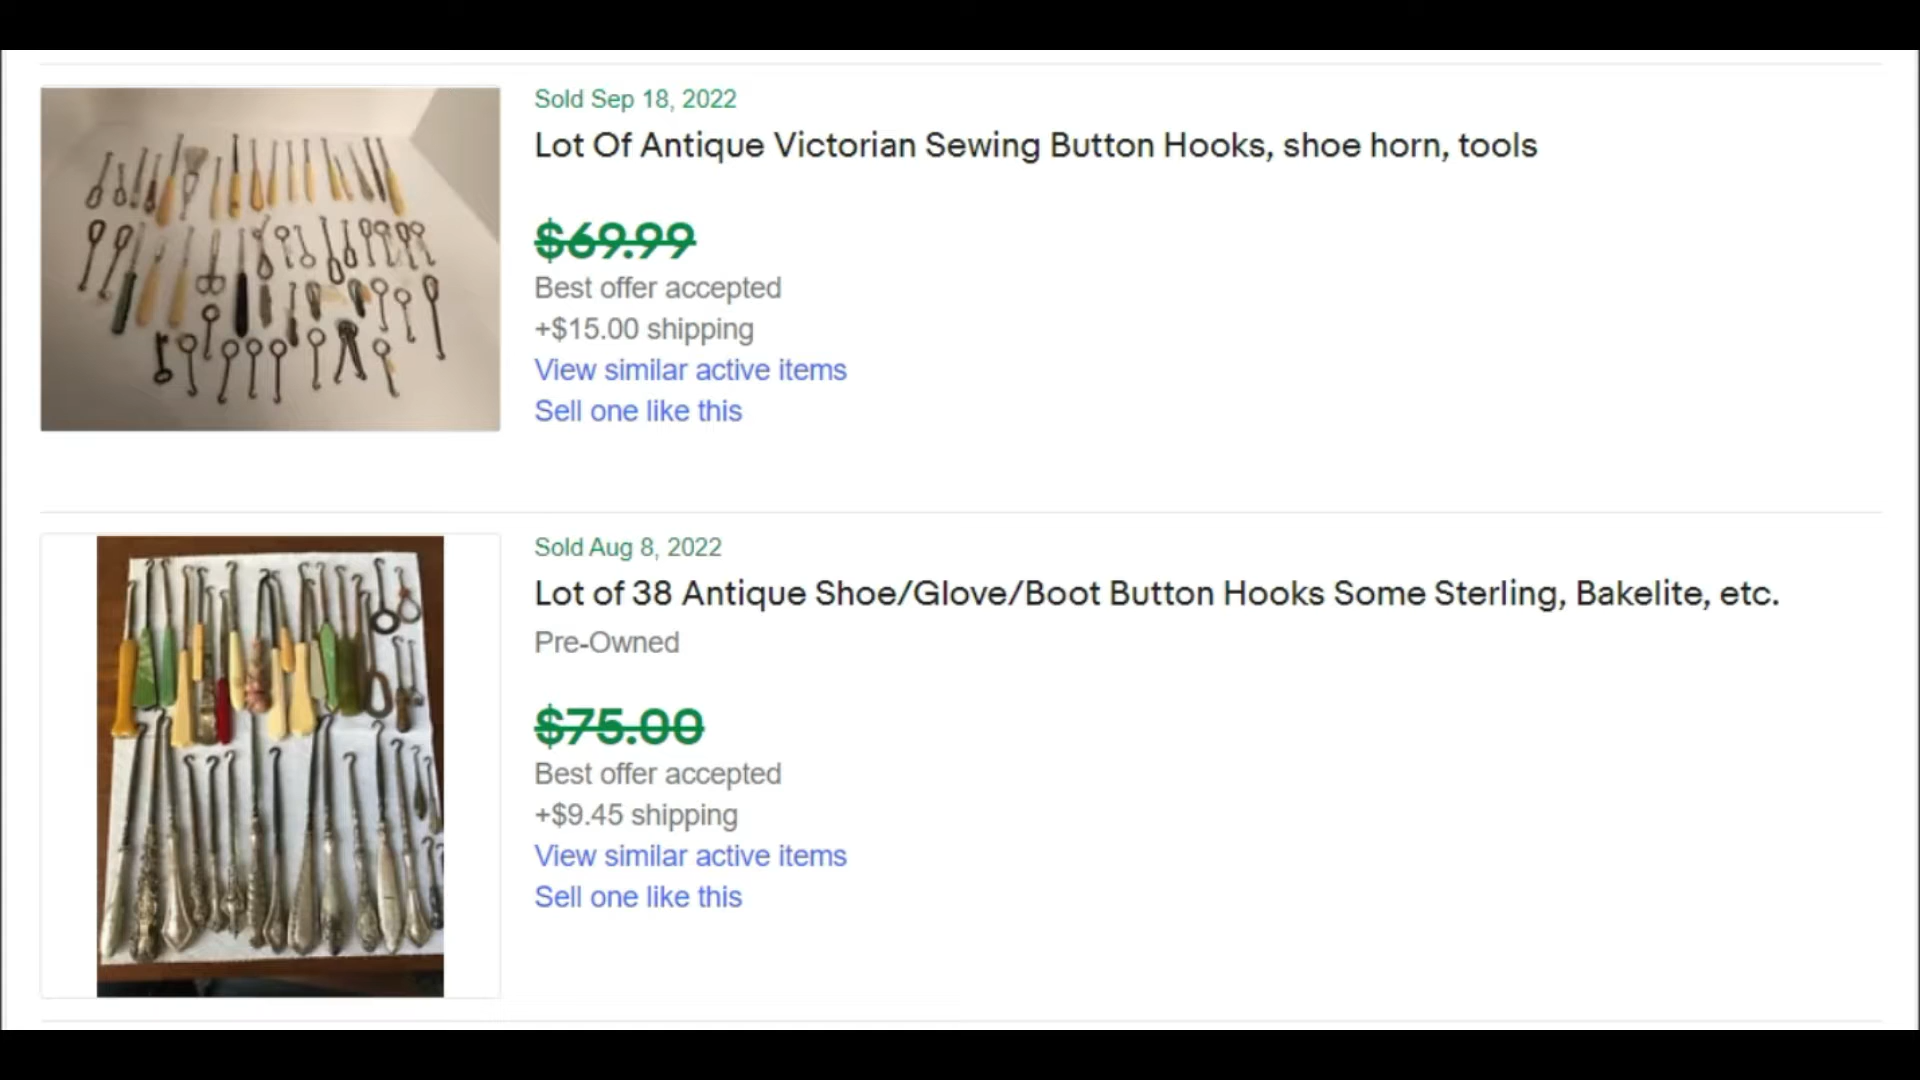 Sold Sep 18, 2022
Lot Of Antique Victorian Sewing Button Hooks, shoe horn, tools
$69.99
Best offer accepted
+$15.00 shipping
View similar active items
Sell one like this
Sold Aug 8, 2022
Lot of 38 Antique Shoe/Glove/Boot Button Hooks Some Sterling, Bakelite, etc.
Pre-Owned
$75.00
Best offer accepted
+$9.45 shipping
View similar active items
Sell one like this